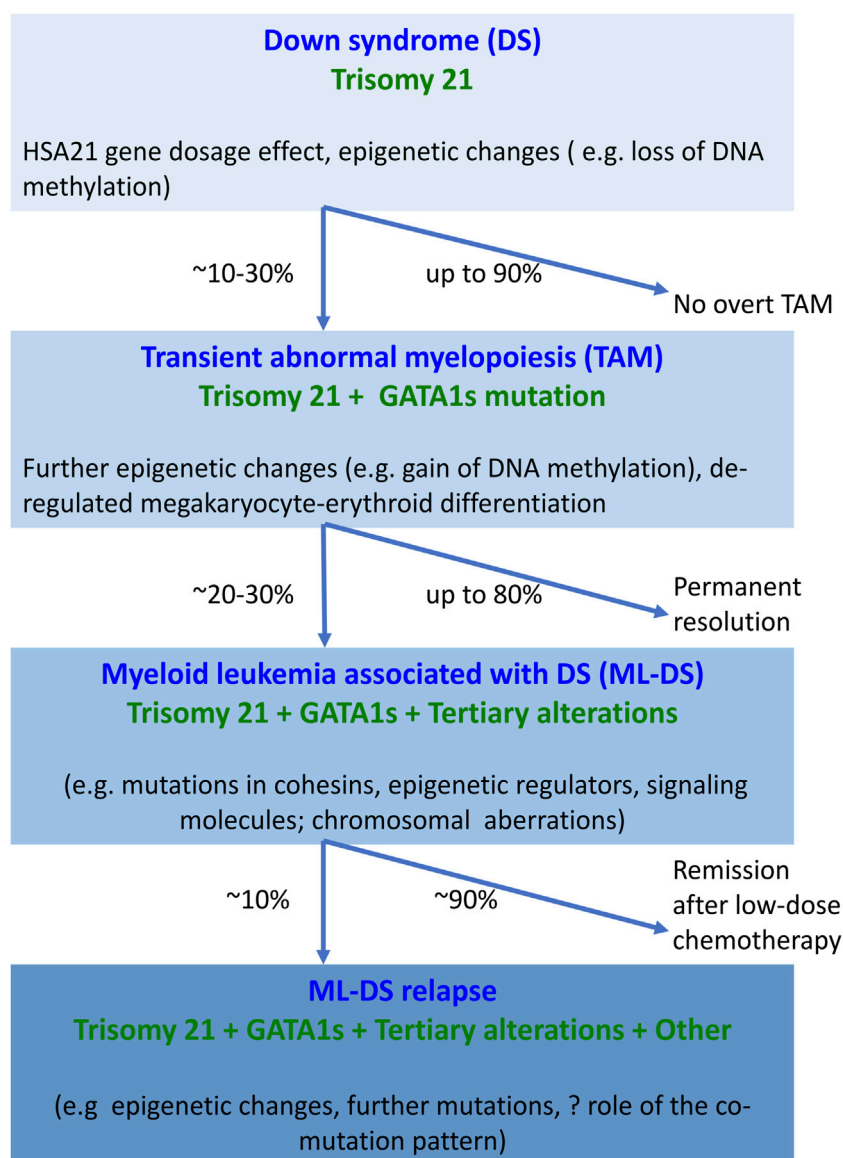 Down syndrome (DS)
Trisomy 21
HSA21 gene dosage effect, epigenetic changes ( e.g. loss of DNA
methylation)
~10-30%
up to 90%
No overt TAM
Transient abnormal myelopoiesis (TAM)
Trisomy 21 +  GATA1s mutation
Further epigenetic changes (e.g. gain of DNA methylation), de-
regulated megakaryocyte-erythroid differentiation
~20-30%
up to 80%
Permanent
resolution
Myeloid leukemia associated with DS (ML-DS)
Trisomy 21 + GATA1s + Tertiary alterations
(e.g. mutations in cohesins, epigenetic regulators, signaling
molecules; chromosomal  aberrations)
~10%
~90%
Remission
after low-dose
chemotherapy
ML-DS relapse
Trisomy 21 + GATA1s + Tertiary alterations + Other
(e.g  epigenetic changes, further mutations, ? role of the co-
mutation pattern)